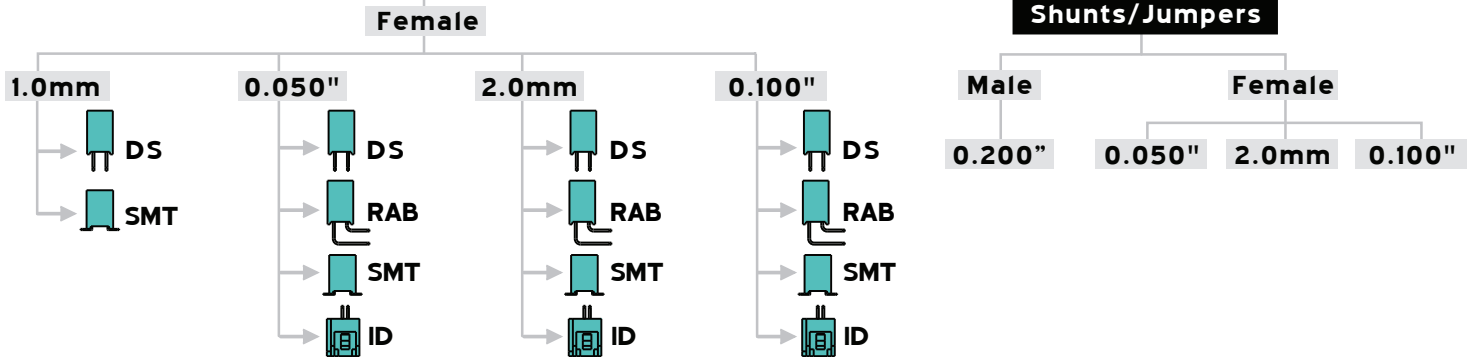 Female
1.0mm
DS
SMT
0.050"
DS
RAB
SMT
ID
2.0mm
DS
RAB
SMT
ID
0.100"
DS
RAB
SMT
ID
Shunts/Jumpers
Male
0.200”
Female
0.050"
2.0mm
0.100"